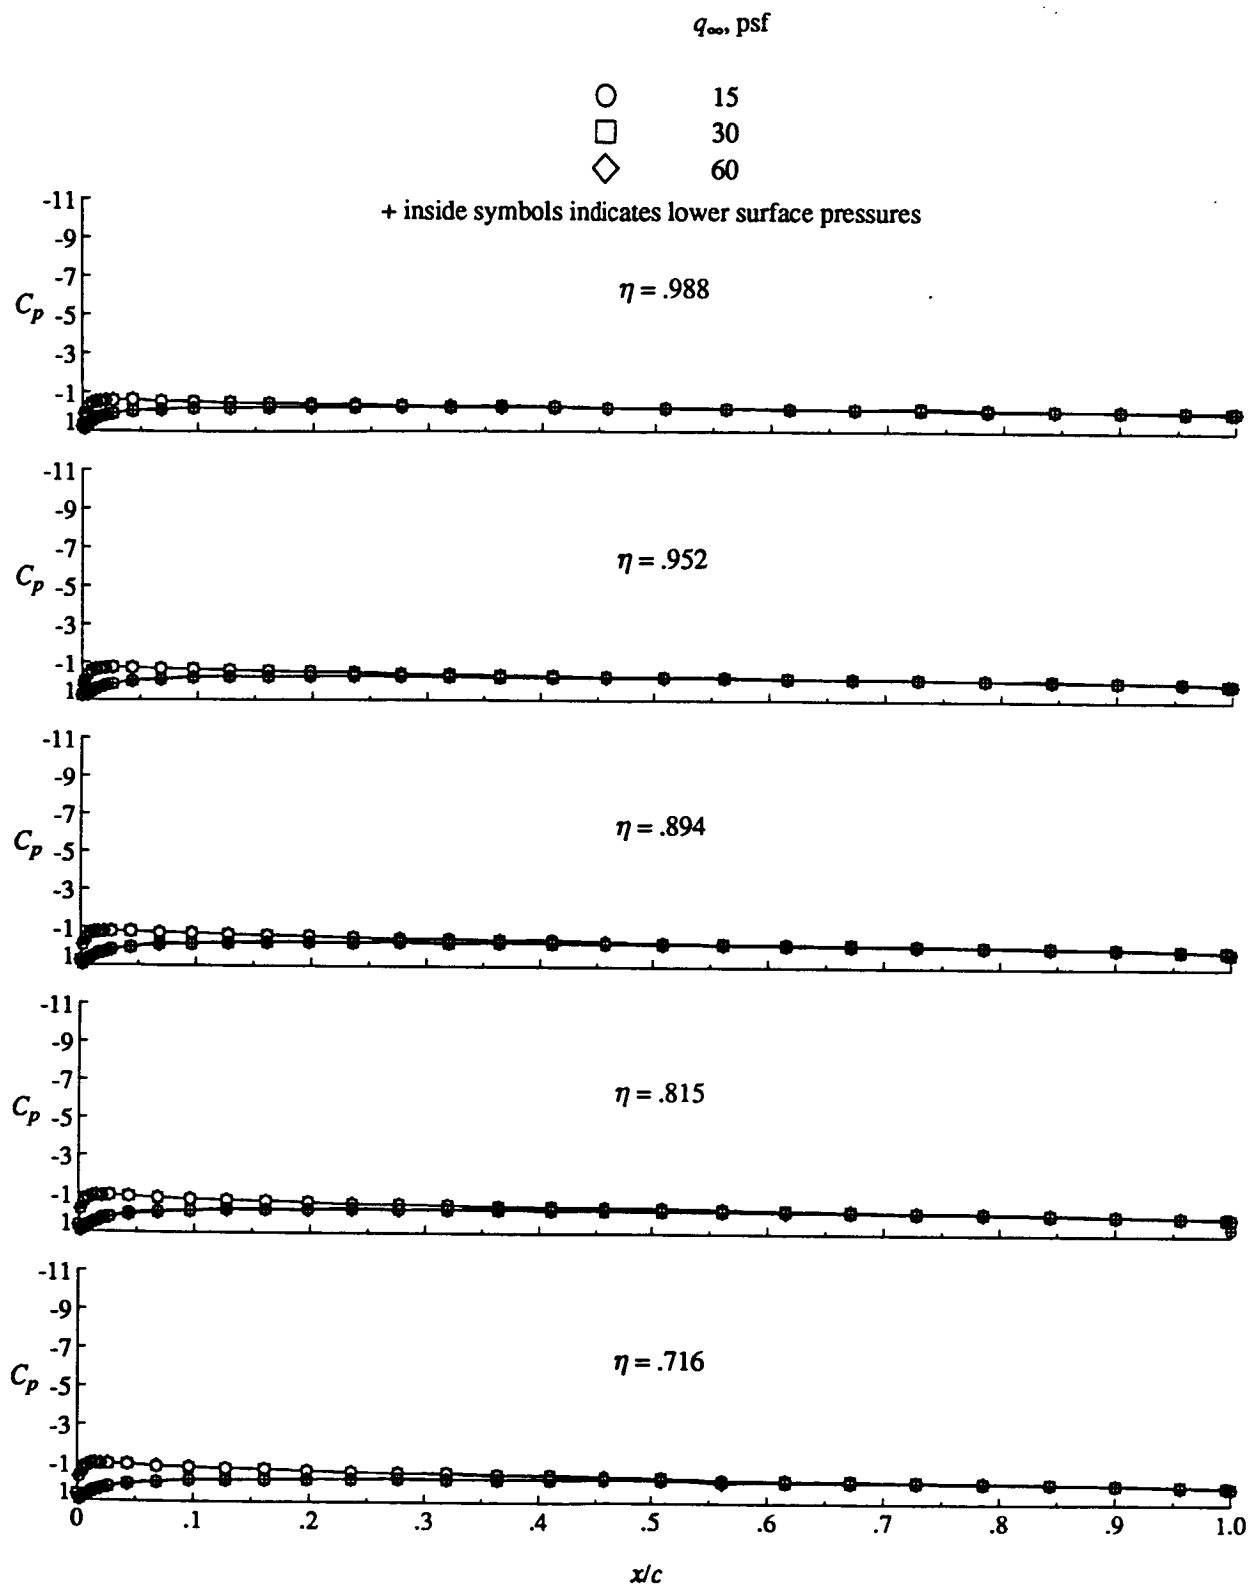 q∞, psf
15
30
60
+ inside symbols indicates lower surface pressures
-11
-9
-7
η = .988
Cp -5
-3
-1
1
-11
-9
-7
η = .952
Cp -5
-3
-1
1
-11
-9
-7
η = .894
Cp -5
-3
-1
1
-11
-9
-7
η = .815
Cp -5
-3
-1
1
-11
-9
-7
η = .716
Cp -5
-3
-1
1
0 .1 .2 .3 .4 .5 .6 .7 .8 .9 1.0
x/c